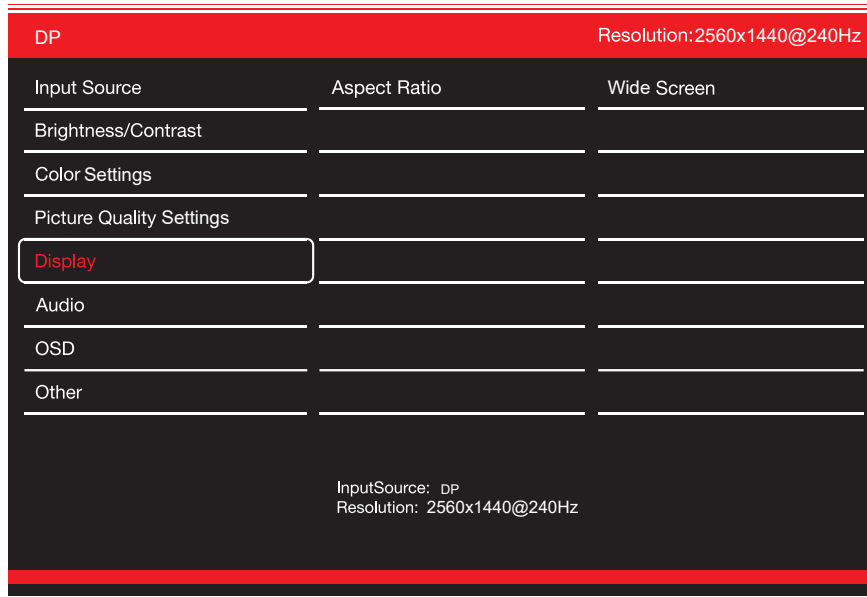 DP Resolution:2560x1440@240Hz
Input Source Aspect Ratio Wide Screen
Brightness/Contrast
Color Settings
Picture Quality Settings
Display
Audio
OSD
Other
InputSource: DP
Resolution: 2560x1440@240Hz